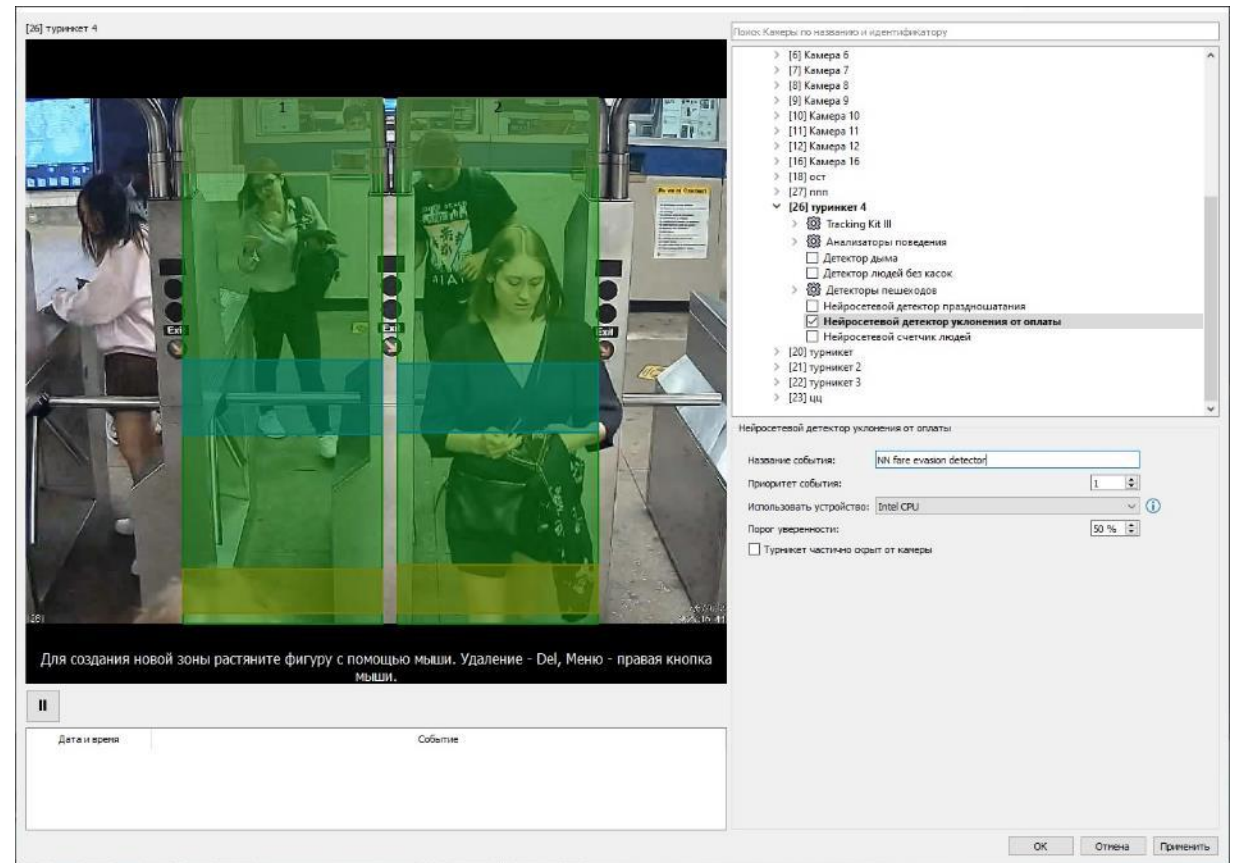 [26] туринкет 4
Поиск Камеры по названию и идентификатору
[6] Камера 6
[7] Камера 7
[8] Камера 8
[9] Камера 9
[10] Камера 10
[11] Камера 11
[12] Камера 12
[16] Камера 16
[18] ост
[27] ппп
[26] туринкет 4
Tracking Kit III
Анализаторы поведения
Детектор дыма
Детектор людей без касок
Детекторы пешеходов
Нейросетевой детектор праздношатания
Нейросетевой детектор уклонения от оплаты
Нейросетевой счетчик людей
[20] турникет
[21] турникет 2
[22] турникет 3
[23] цц
1
2
Exit
Exit
Exit
Для создания новой зоны растяните фигуру с помощью мыши. Удаление - Del, Меню - правая кнопка
мыши.
Дата и время
Событие
Нейросетевой детектор уклонения от оплаты
Название события: NN fare evasion detector
Приоритет события: 1
Использовать устройство: Intel CPU
Порог уверенности: 50 %
Турникет частично скрыт от камеры
ОК Отмена Применить